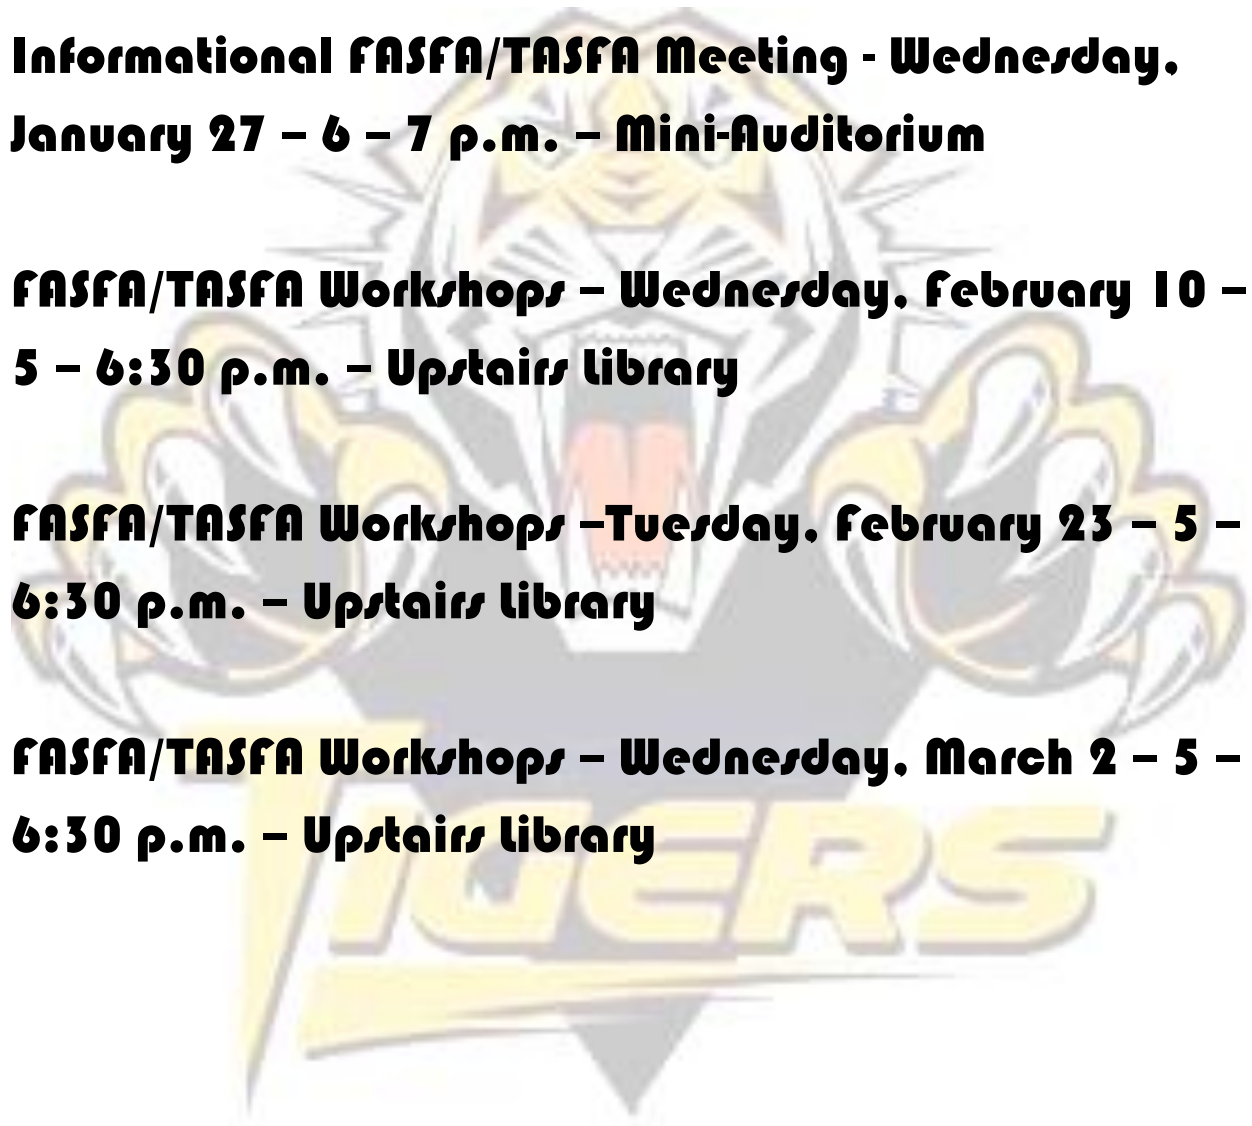 Informational FASFA/TASFA Meeting - Wednesday,
January 27 – 6 – 7 p.m. – Mini-Auditorium
FASFA/TASFA Workshops – Wednesday, February 10 –
5 – 6:30 p.m. – Upstairs Library
FASFA/TASFA Workshops –Tuesday, February 23 – 5 –
6:30 p.m. – Upstairs Library
FASFA/TASFA Workshops – Wednesday, March 2 – 5 –
6:30 p.m. – Upstairs Library
TIGERS